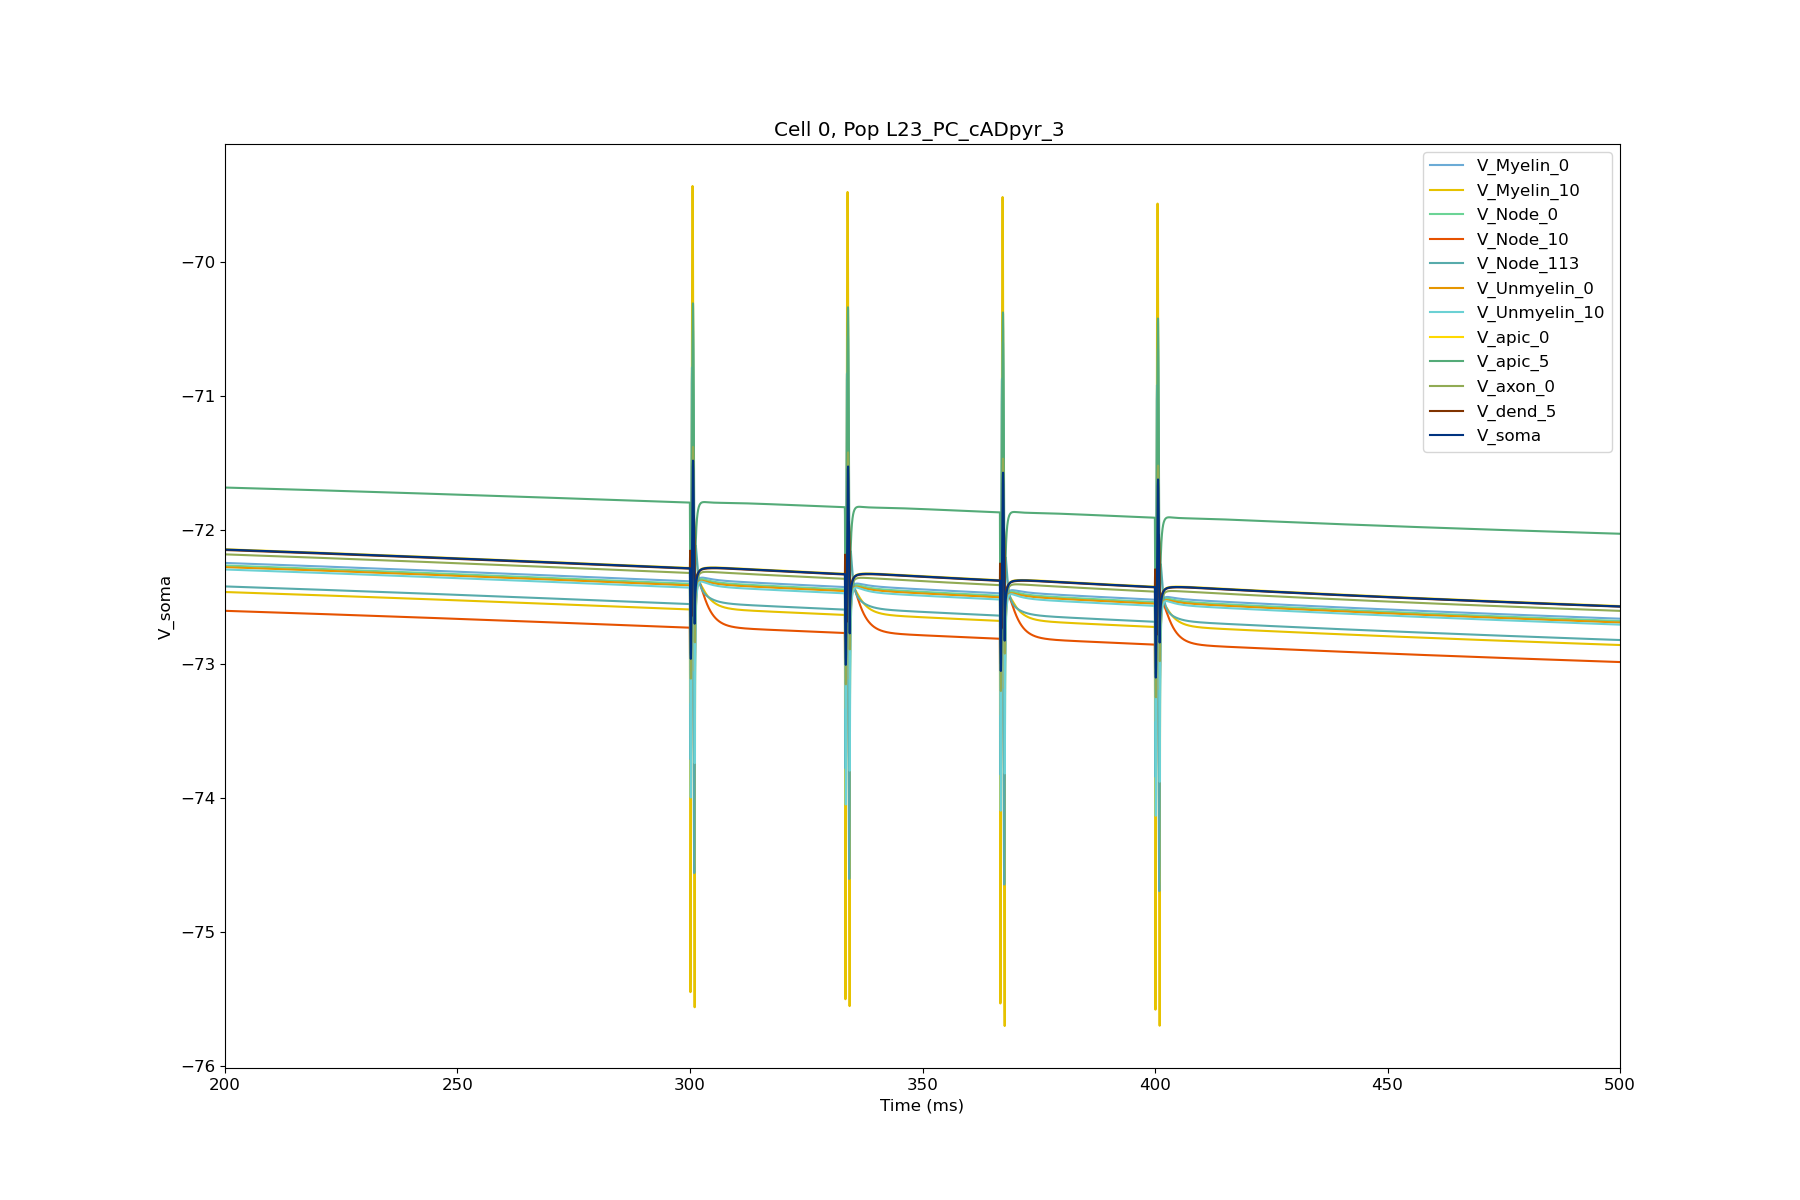 Cell 0, Pop L23_PC_cADpyr_3
V_Myelin_0
V_Myelin_10
V_Node_0
V_Node_10
V_Node_113
V_Unmyelin_0
V_Unmyelin_10
V_apic_0
V_apic_5
V_axon_0
V_dend_5
V_soma
−70
−71
−72
−73
−74
−75
−76
V_soma
200
250
300
350
400
450
500
Time (ms)